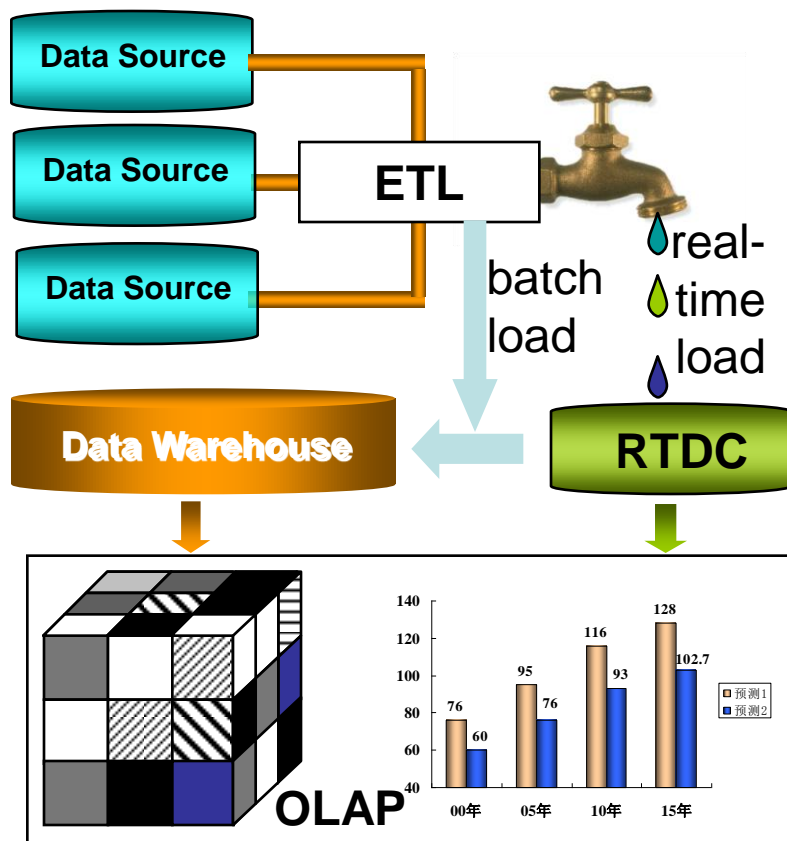 Data Source
Data Source
Data Source
ETL
real-
time
load
batch
load
Data Warehouse
RTDC
OLAP
140
120
100
80
60
40
76
60
95
76
116
93
128
102.7
00年
05年
10年
15年
预测1
预测2